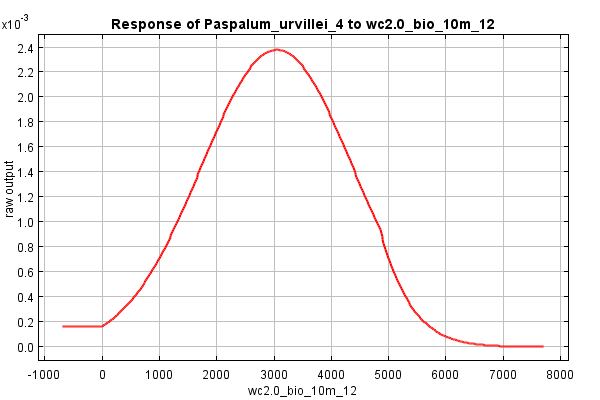 x10⁻³
Response of Paspalum_urvillei_4 to wc2.0_bio_10m_12
2.4
2.2
2.0
1.8
1.6
1.4
1.2
1.0
0.8
0.6
0.4
0.2
0.0
raw output
-1000 0 1000 2000 3000 4000 5000 6000 7000 8000
wc2.0_bio_10m_12